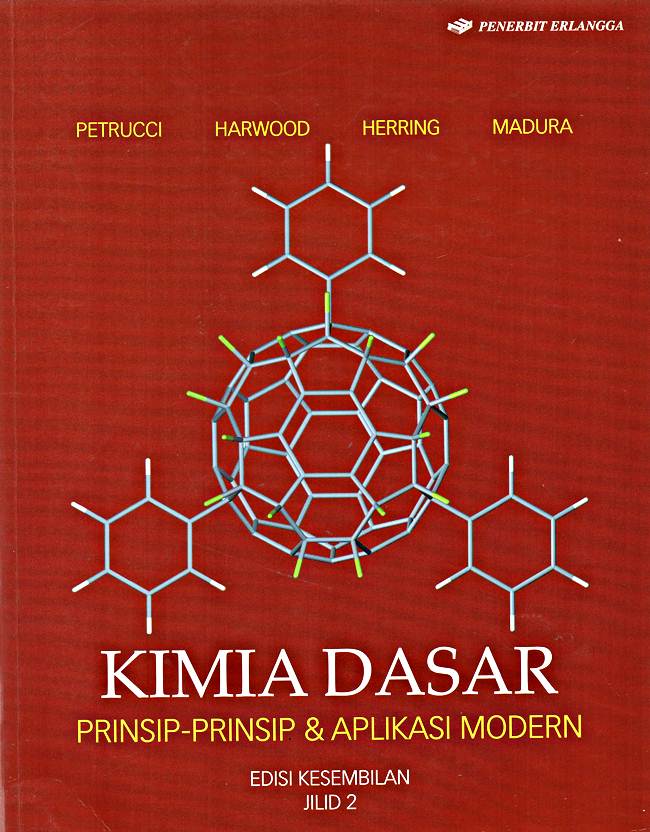 PENERBIT ERLANGGA
PETRUCCI HARWOOD HERRING MADURA
KIMIA DASAR
PRINSIP-PRINSIP & APLIKASI MODERN
EDISI KESEMBILAN
JILID 2